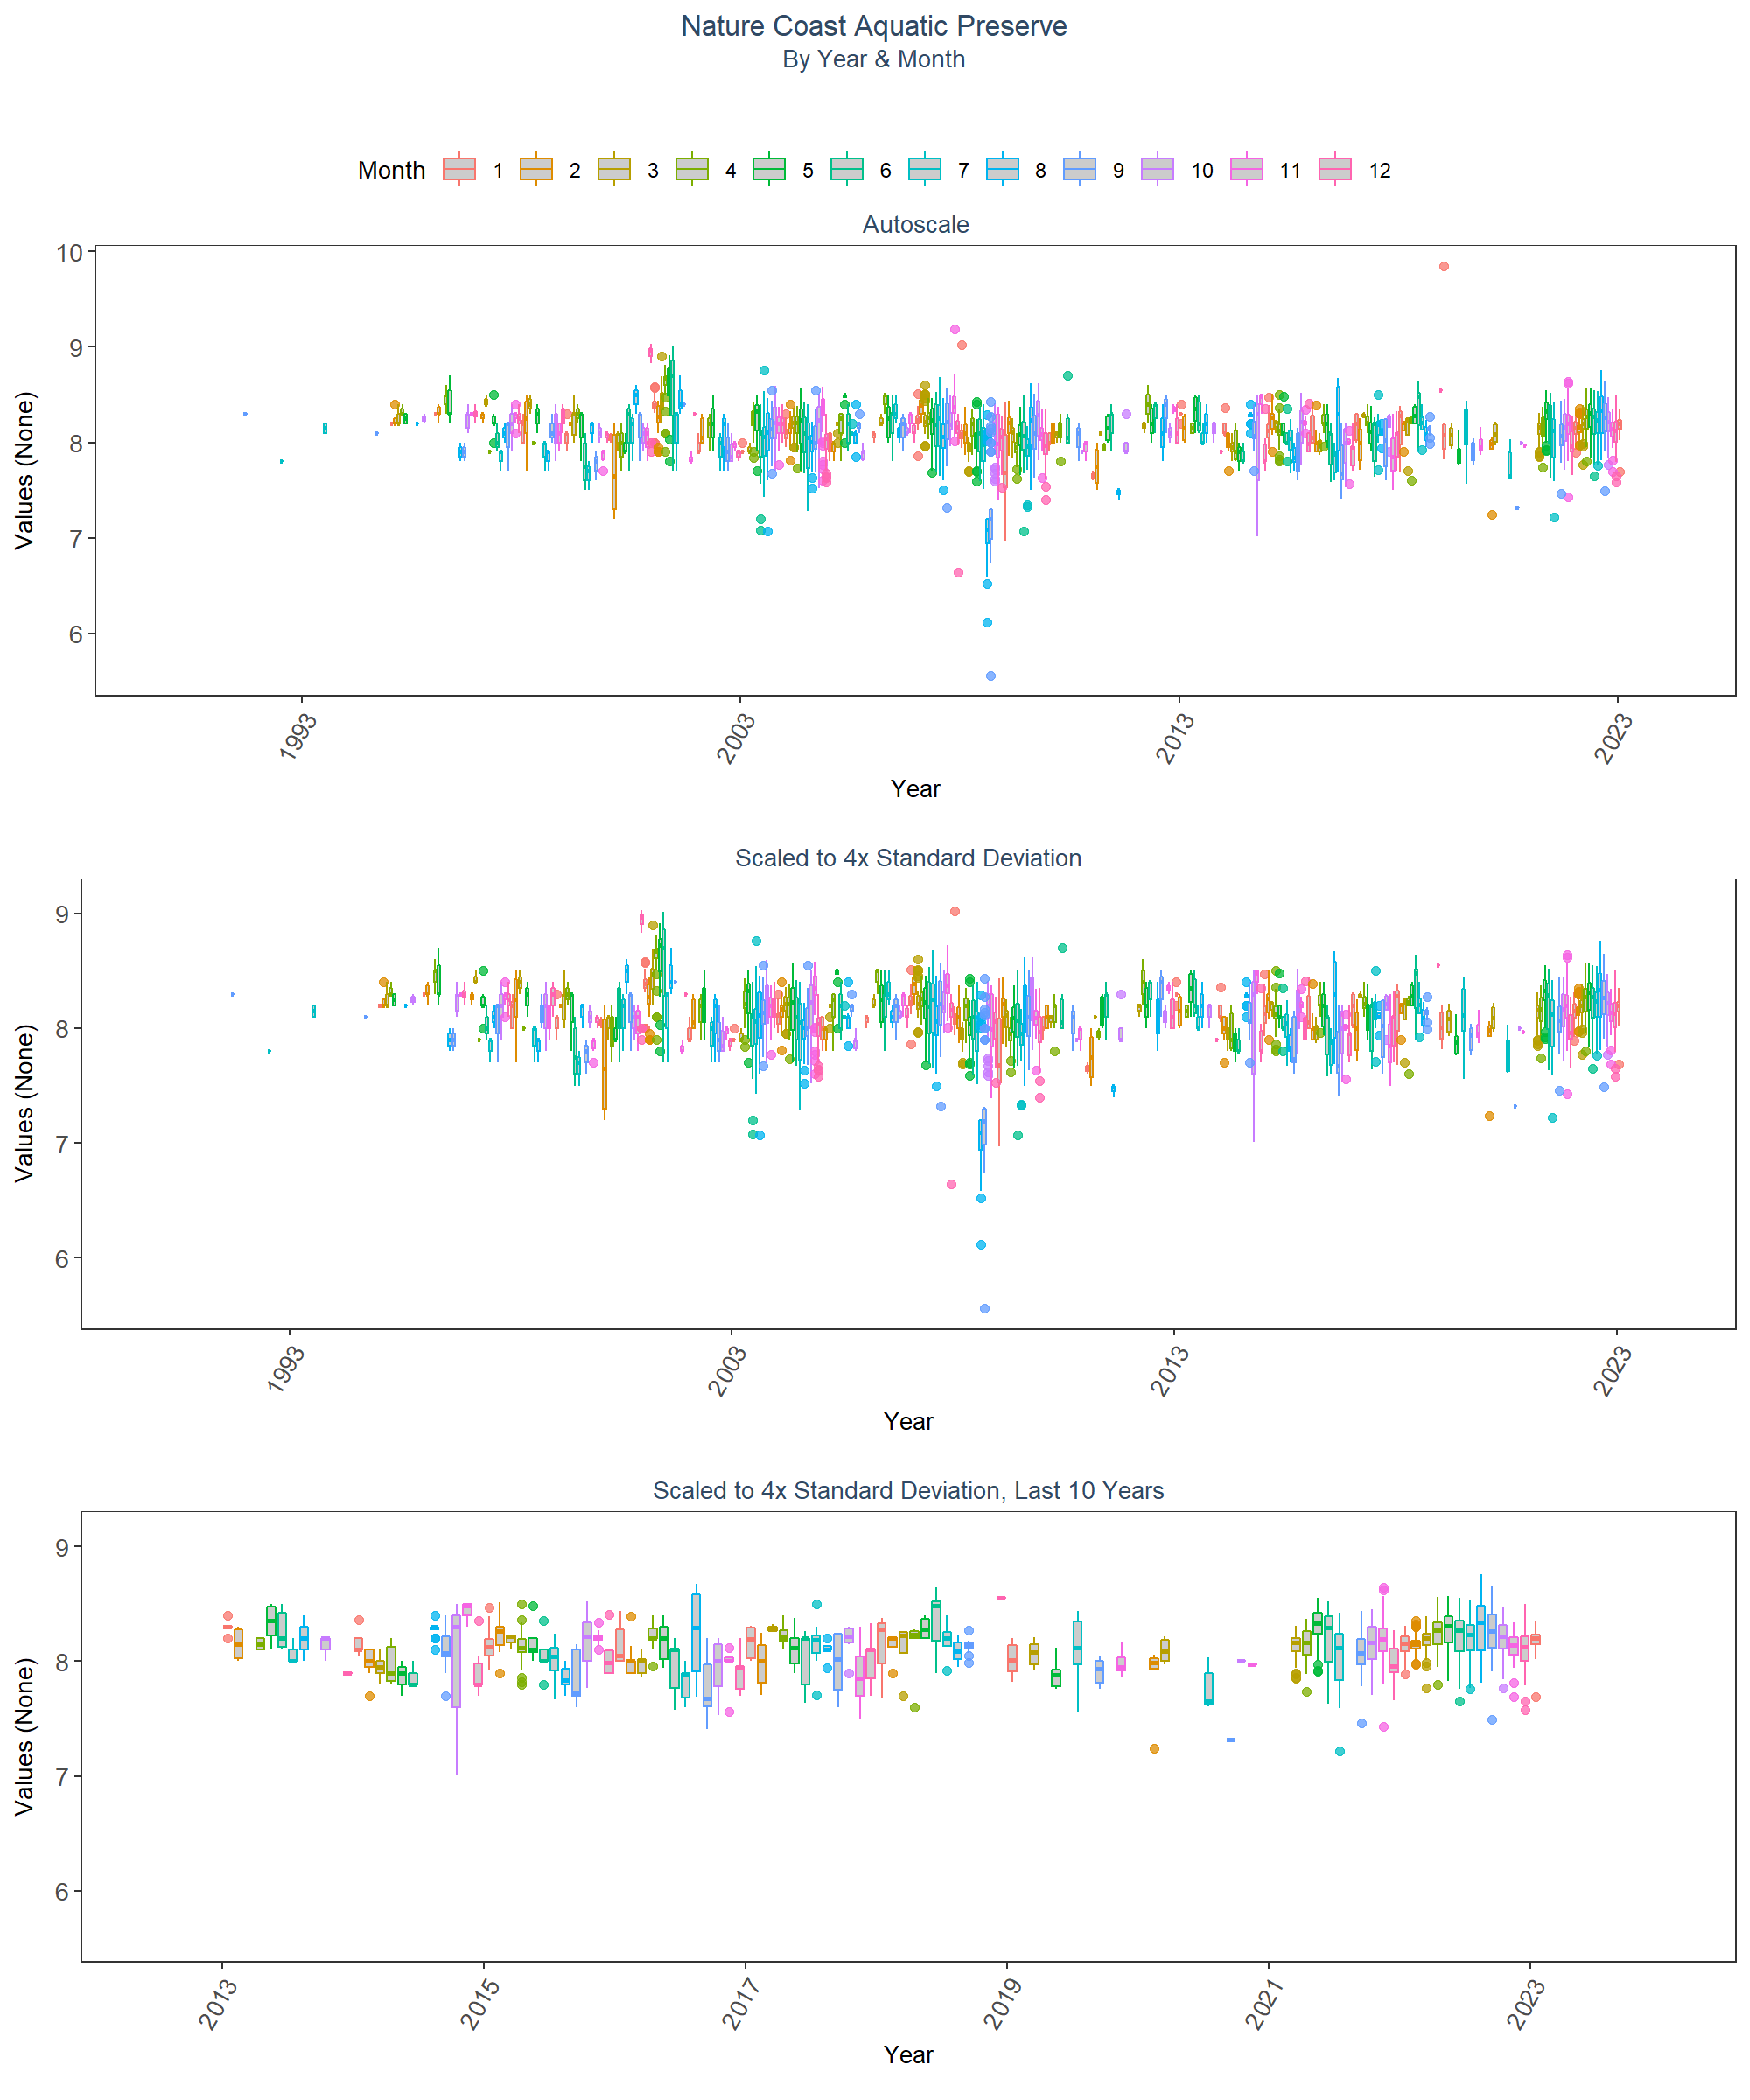 Nature Coast Aquatic Preserve
By Year & Month
Month 1 2 3 4 5 6 7 8 9 10 11 12
Autoscale
Values (None)
10
9
8
7
6
1993 2003 2013 2023
Year
Scaled to 4x Standard Deviation
Values (None)
9
8
7
6
1993 2003 2013 2023
Year
Scaled to 4x Standard Deviation, Last 10 Years
Values (None)
9
8
7
6
2013 2015 2017 2019 2021 2023
Year